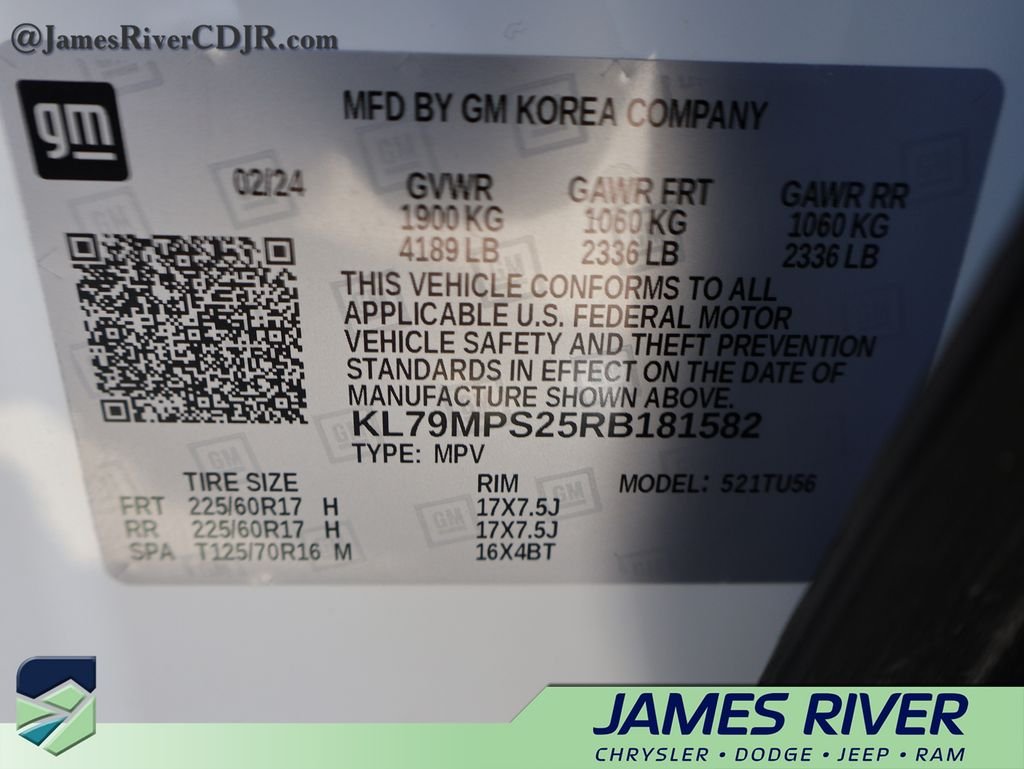 @JamesRiverCDJR.com
gm
MFD BY GM KOREA COMPANY
02/24 GVWR GAWR FRT GAWR RR
1900 KG 1060 KG 1060 KG
4189 LB 2336 LB 2336 LB
THIS VEHICLE CONFORMS TO ALL
APPLICABLE U.S. FEDERAL MOTOR
VEHICLE SAFETY AND THEFT PREVENTION
STANDARDS IN EFFECT ON THE DATE OF
MANUFACTURE SHOWN ABOVE.
KL79MPS25RB181582
TYPE: MPV
TIRE SIZE RIM MODEL: 521TU56
FRT 225/60R17 H 17X7.5J
RR 225/60R17 H 17X7.5J
SPA T125/70R16 M 16X4BT
JAMES RIVER
CHRYSLER • DODGE • JEEP • RAM